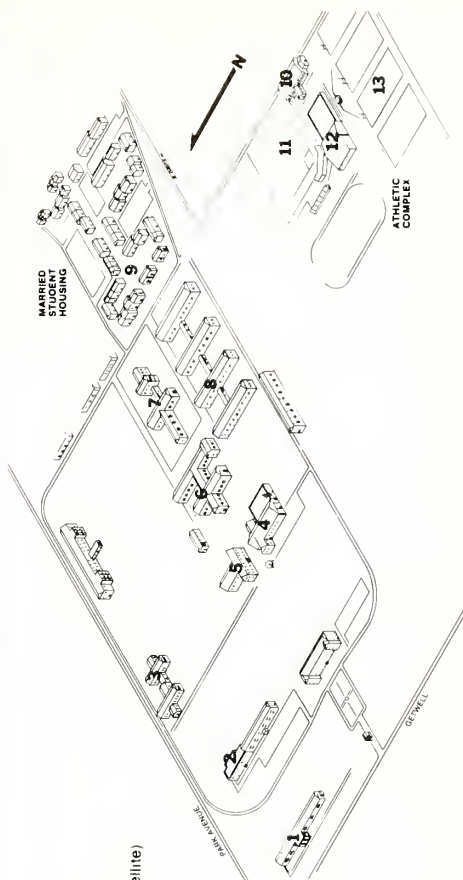 MARRIED
STUDENT
HOUSING
N
10
11
12
13
ATHLETIC
COMPLEX
9
7
8
6
5
4
3
2
1
PARK AVENUE
GETWELL
ellite)